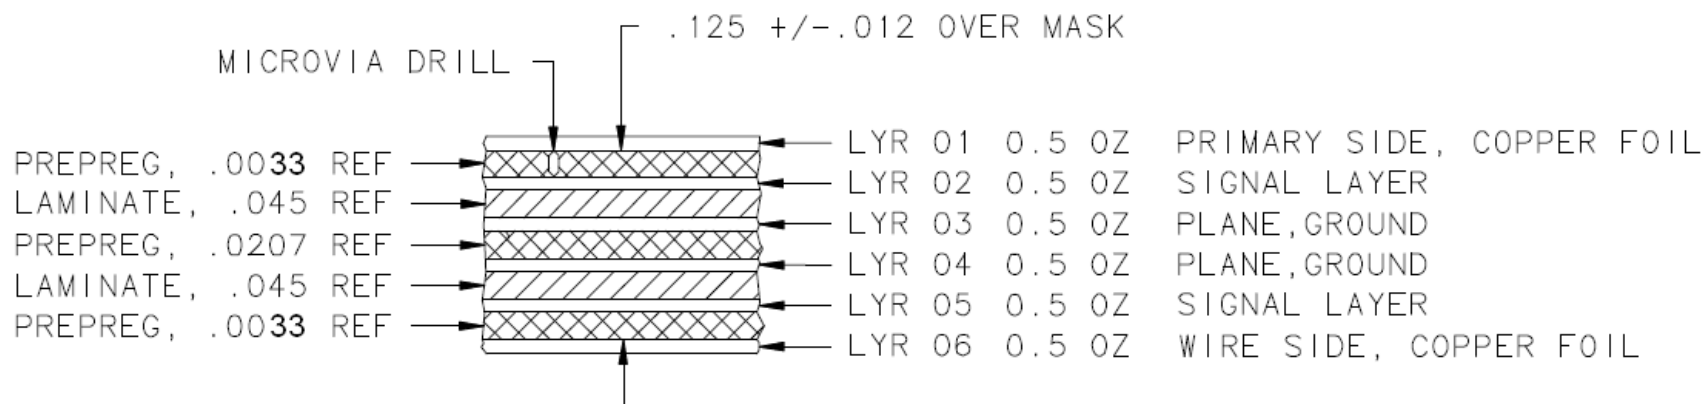 .125 +/-.012 OVER MASK
MICROVIA DRILL
PREPREG, .0033 REF
LAMINATE, .045 REF
PREPREG, .0207 REF
LAMINATE, .045 REF
PREPREG, .0033 REF
LYR 01 0.5 OZ PRIMARY SIDE, COPPER FOIL
LYR 02 0.5 OZ SIGNAL LAYER
LYR 03 0.5 OZ PLANE,GROUND
LYR 04 0.5 OZ PLANE,GROUND
LYR 05 0.5 OZ SIGNAL LAYER
LYR 06 0.5 OZ WIRE SIDE, COPPER FOIL